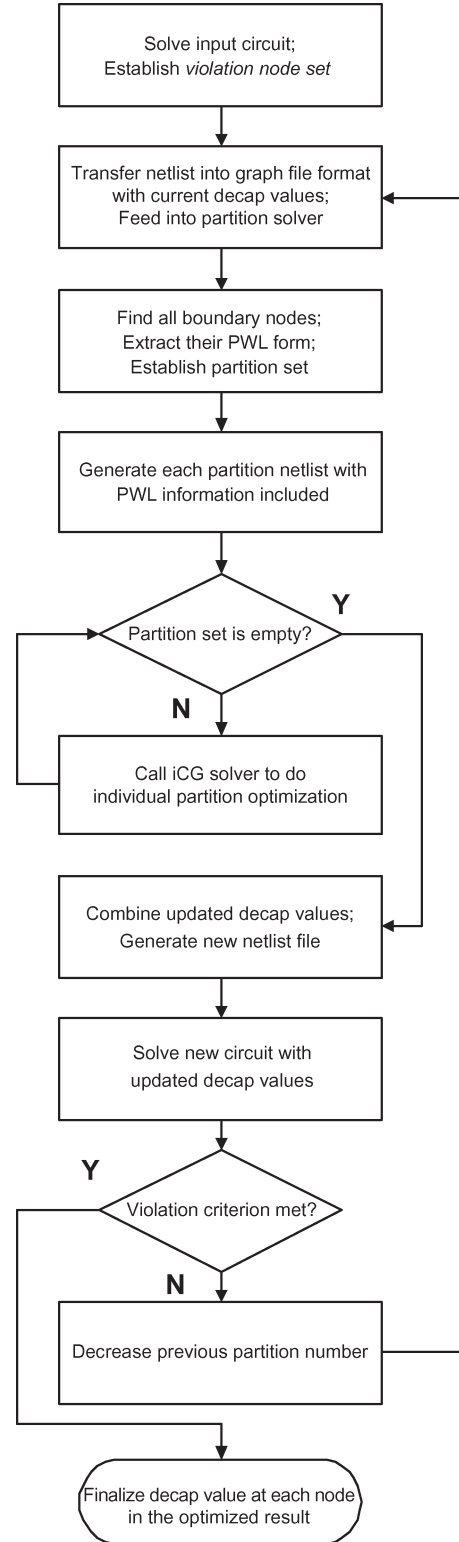 Solve input circuit;
Establish violation node set
Transfer netlist into graph file format
with current decap values;
Feed into partition solver
Find all boundary nodes;
Extract their PWL form;
Establish partition set
Generate each partition netlist with
PWL information included
Y
Partition set is empty?
N
Call iCG solver to do
individual partition optimization
Combine updated decap values;
Generate new netlist file
Solve new circuit with
updated decap values
Y
Violation criterion met?
N
Decrease previous partition number
Finalize decap value at each node
in the optimized result